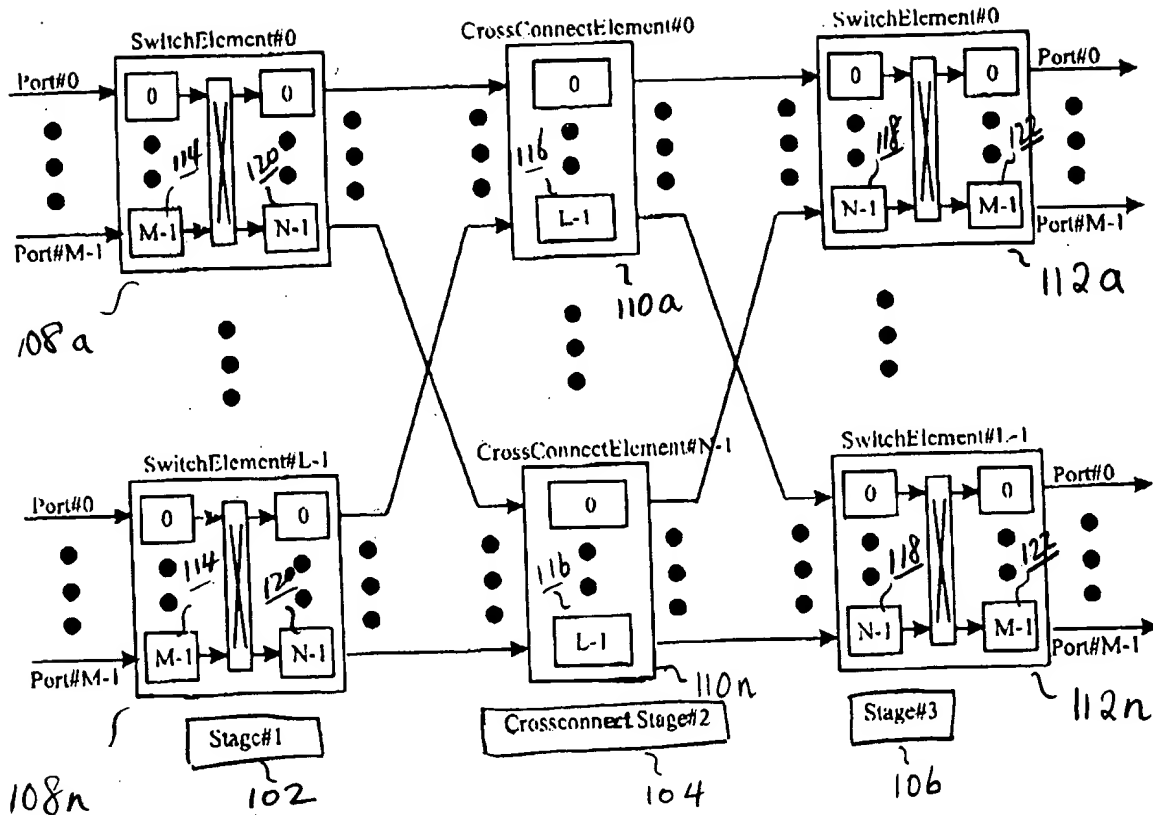 SwitchElement#0
CrossConnectElement#0
SwitchElement#0
Port#0
0
0
0
0
0
Port#0
114
120
116
118
122
Port#M-1
M-1
N-1
L-1
N-1
M-1
Port#M-1
108a
110a
112a
SwitchElement#L-1
CrossConnectElement#N-1
SwitchElement#L-1
Port#0
0
0
0
0
0
Port#0
114
120
116
118
122
Port#M-1
M-1
N-1
L-1
N-1
M-1
Port#M-1
108n
110n
112n
Stage#1
Crossconnect Stage#2
Stage#3
102
104
106